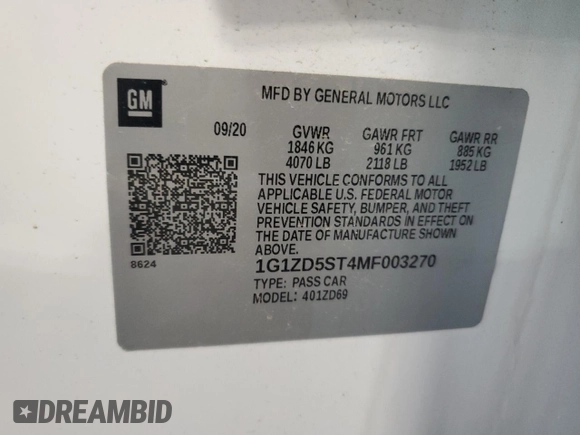 GM
MFD BY GENERAL MOTORS LLC
09/20 GVWR GAWR FRT GAWR RR
1846 KG 961 KG 885 KG
4070 LB 2118 LB 1952 LB
THIS VEHICLE CONFORMS TO ALL
APPLICABLE U.S. FEDERAL MOTOR
VEHICLE SAFETY, BUMPER, AND THEFT
PREVENTION STANDARDS IN EFFECT ON
THE DATE OF MANUFACTURE SHOWN
ABOVE.
8624
1G1ZD5ST4MF003270
TYPE: PASS CAR
MODEL: 401ZD69
DREAMBID